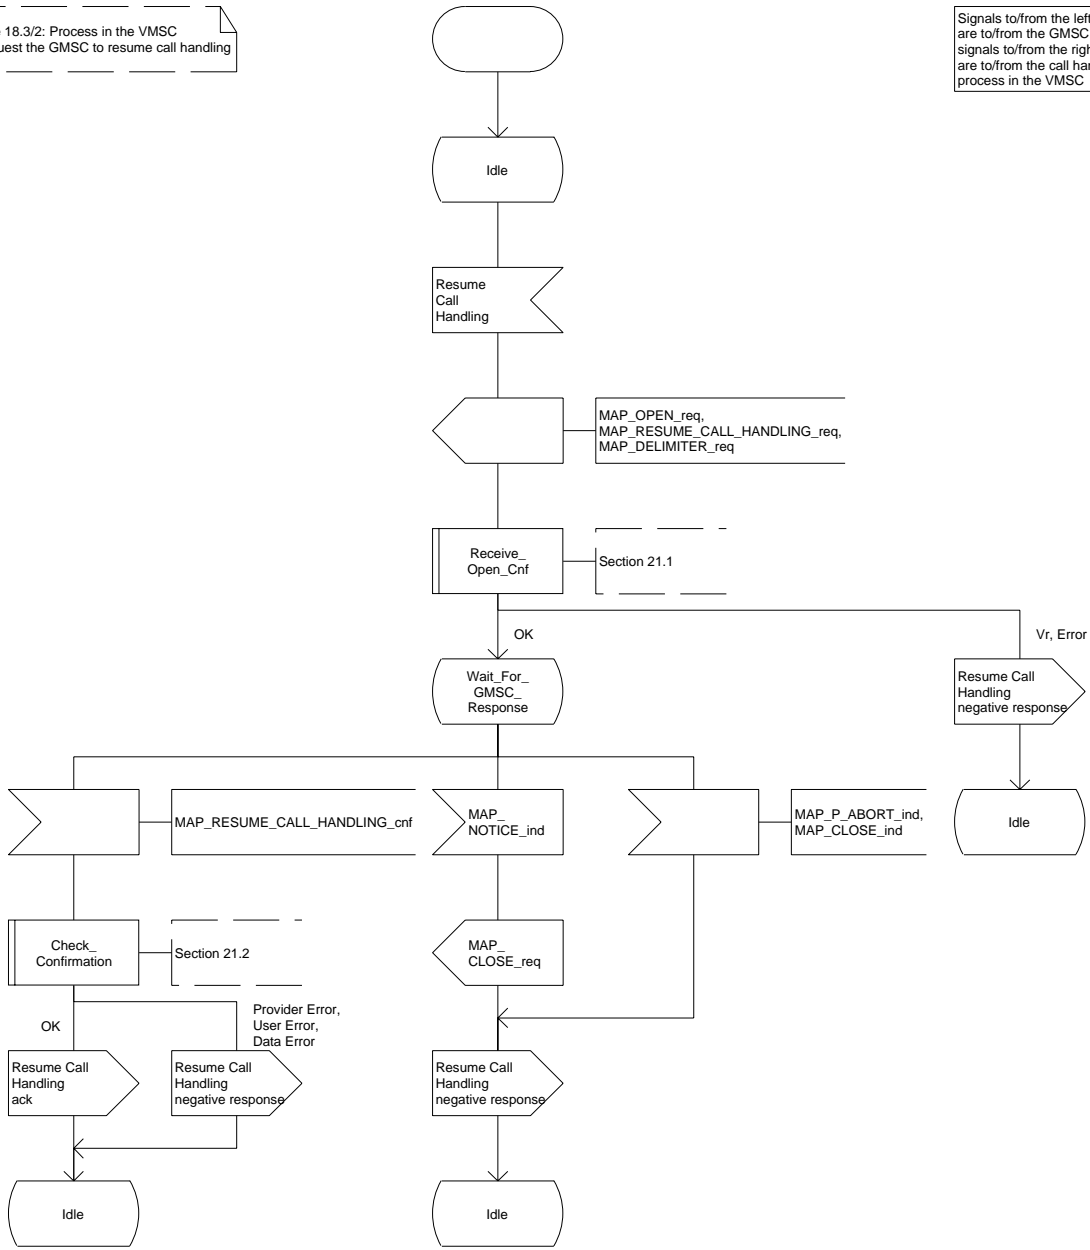 18.3/2: Process in the VMSC
uest the GMSC to resume call handling
Signals to/from the left
are to/from the GMSC
signals to/from the righ
are to/from the call han
process in the VMSC
Idle
Resume
Call
Handling
MAP_OPEN_req,
MAP_RESUME_CALL_HANDLING_req,
MAP_DELIMITER_req
Receive_
Open_Cnf
Section 21.1
OK
Vr, Error
Wait_For_
GMSC_
Response
Resume Call
Handling
negative response
MAP_RESUME_CALL_HANDLING_cnf
MAP_
NOTICE_ind
MAP_P_ABORT_ind,
MAP_CLOSE_ind
Idle
Check_
Confirmation
Section 21.2
MAP_
CLOSE_req
OK
Provider Error,
User Error,
Data Error
Resume Call
Handling
ack
Resume Call
Handling
negative response
Resume Call
Handling
negative response
Idle
Idle